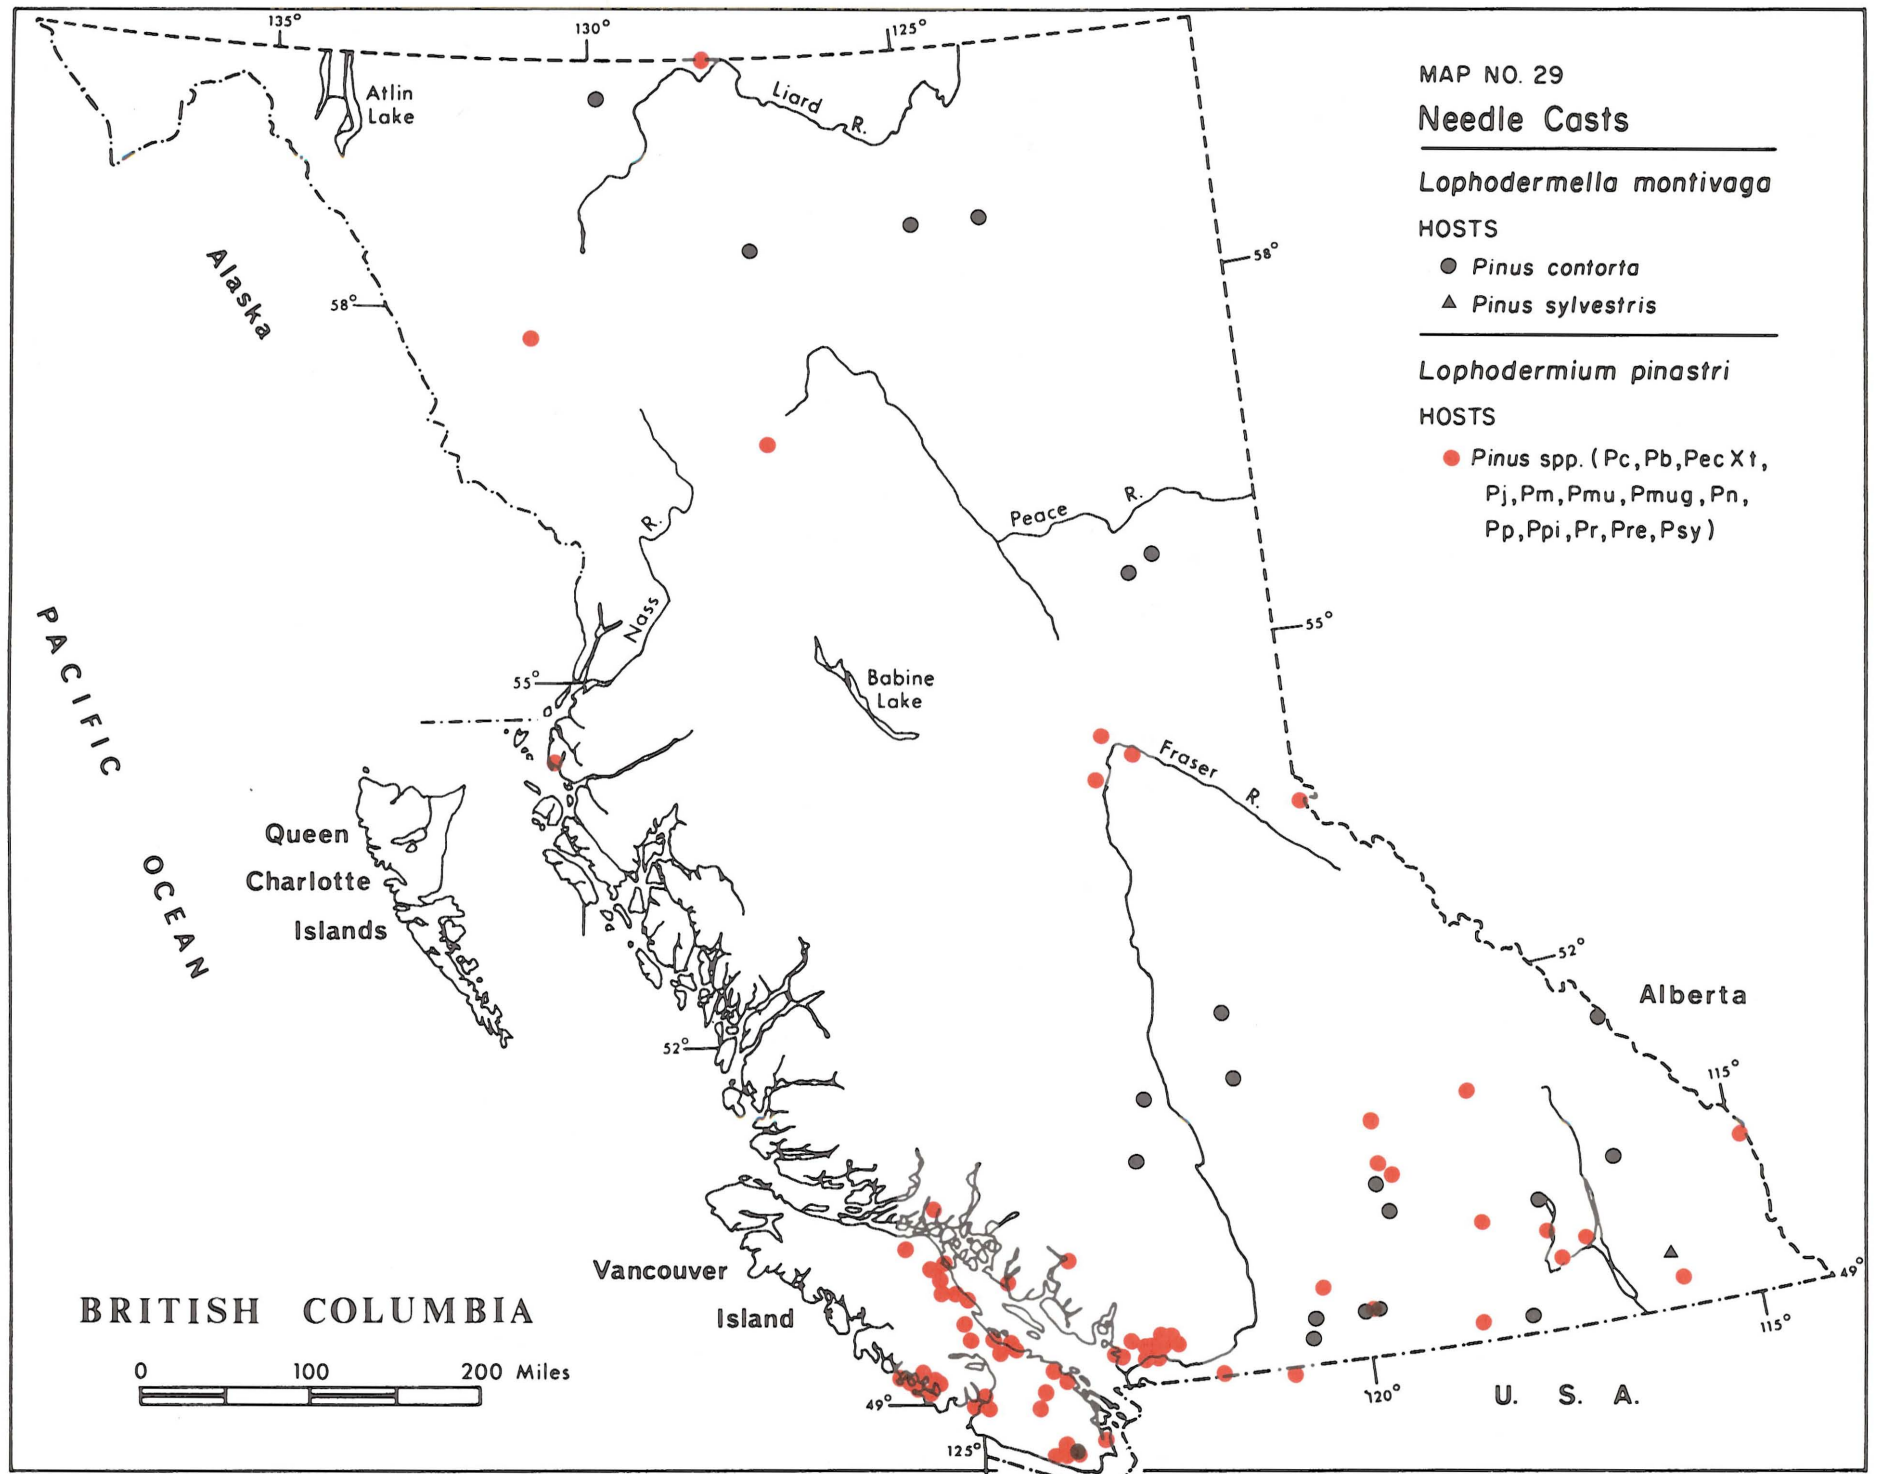 135°
130°
125°
MAP NO. 29
Needle Casts
Lophodermella montivaga
HOSTS
Pinus contorta
Pinus sylvestris
Lophodermium pinastri
HOSTS
Pinus spp. (Pc, Pb, Pec X t,
Pj, Pm, Pmu, Pmug, Pn,
Pp, Ppi, Pr, Pre, Psy)
Atlin
Lake
Liard R.
Alaska
58°
58°
Peace R.
Nass R.
55°
55°
Babine
Lake
PACIFIC
OCEAN
Fraser R.
Queen
Charlotte
Islands
52°
52°
Alberta
115°
Vancouver
Island
BRITISH COLUMBIA
0 100 200 Miles
49°
49°
115°
120°
U. S. A.
125°